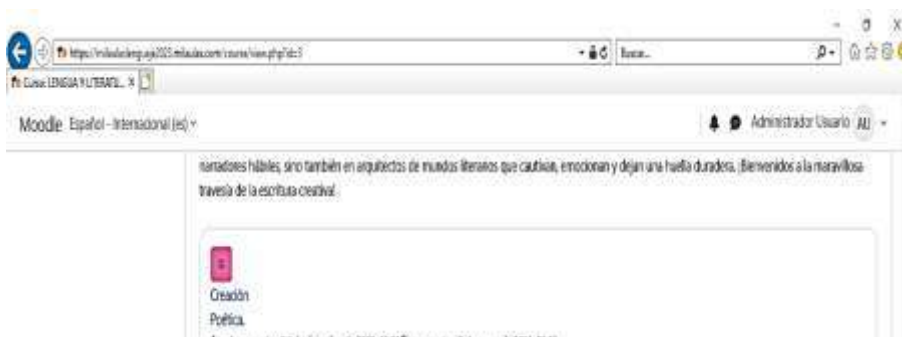 Buscar...
Curso: LENGUA Y LITERATU... X
Moodle Español - Internacional (es)
Administrador Usuario AU
narradores hábiles, sino también en arquitectos de mundos literarios que cautivan, emocionan y dejan una huella duradera. ¡Bienvenidos a la maravillosa
travesía de la escritura creativa!
Creación
Poética.